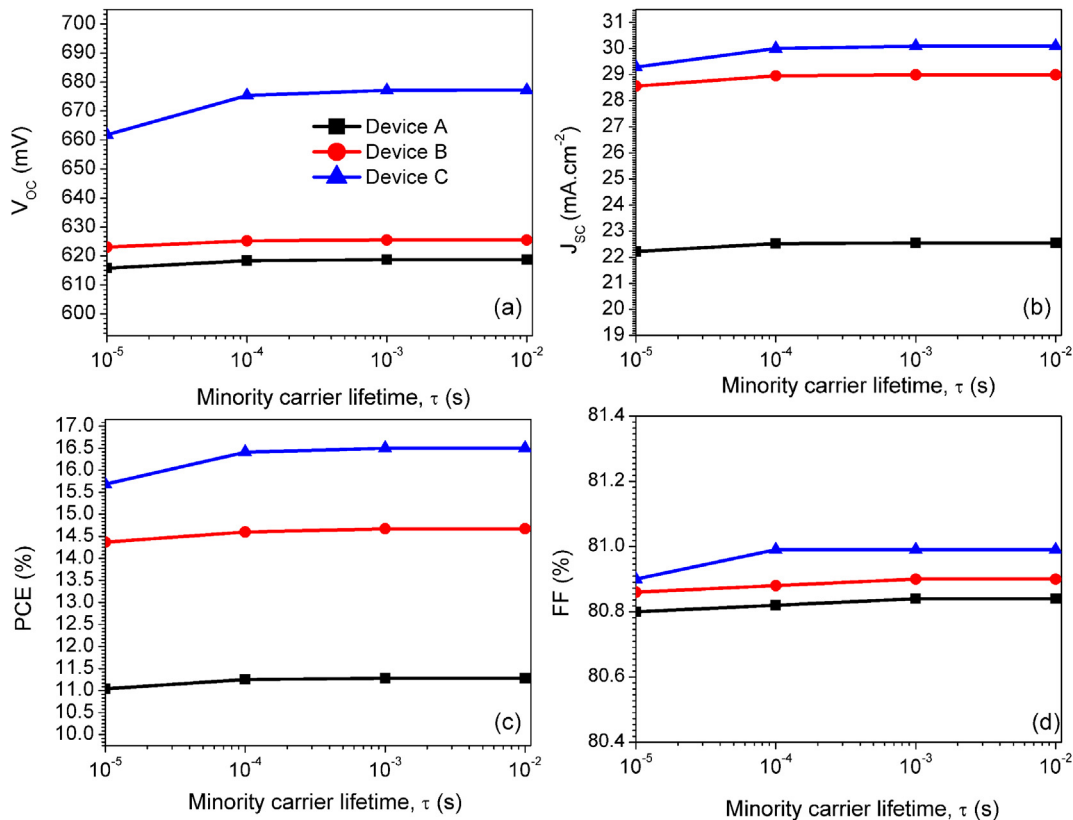 700
690
680
670
660
650
640
630
620
610
600
V_OC (mV)
Device A
Device B
Device C
(a)
10^-5 10^-4 10^-3 10^-2
Minority carrier lifetime, τ (s)
31
30
29
28
27
26
25
24
23
22
21
20
19
J_SC (mA.cm^-2)
(b)
10^-5 10^-4 10^-3 10^-2
Minority carrier lifetime, τ (s)
17.0
16.5
16.0
15.5
15.0
14.5
14.0
13.5
13.0
12.5
12.0
11.5
11.0
10.5
10.0
PCE (%)
(c)
10^-5 10^-4 10^-3 10^-2
Minority carrier lifetime, τ (s)
81.4
81.2
81.0
80.8
80.6
80.4
FF (%)
(d)
10^-5 10^-4 10^-3 10^-2
Minority carrier lifetime, τ (s)